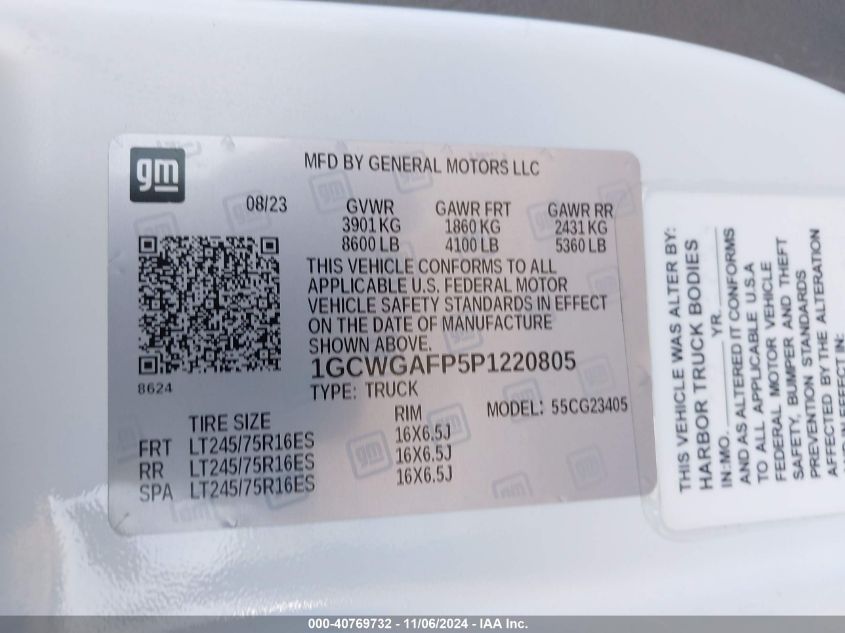 gm
MFD BY GENERAL MOTORS LLC
08/23
GVWR GAWR FRT GAWR RR
3901 KG 1860 KG 2431 KG
8600 LB 4100 LB 5360 LB
THIS VEHICLE CONFORMS TO ALL
APPLICABLE U.S. FEDERAL MOTOR
VEHICLE SAFETY STANDARDS IN EFFECT
ON THE DATE OF MANUFACTURE
SHOWN ABOVE.
1GCWGAFP5P1220805
8624
TYPE: TRUCK
MODEL: 55CG23405
TIRE SIZE RIM
FRT LT245/75R16ES 16X6.5J
RR LT245/75R16ES 16X6.5J
SPA LT245/75R16ES 16X6.5J
THIS VEHICLE WAS ALTER BY:
HARBOR TRUCK BODIES
IN-MO. YR.
AND AS ALTERED IT CONFORMS
TO ALL APPLICABLE U.S.A
FEDERAL MOTOR VEHICLE
SAFETY, BUMPER AND THEFT
PREVENTION STANDARDS
AFFECTED BY THE ALTERATION
000-40769732 - 11/06/2024 - IAA Inc.